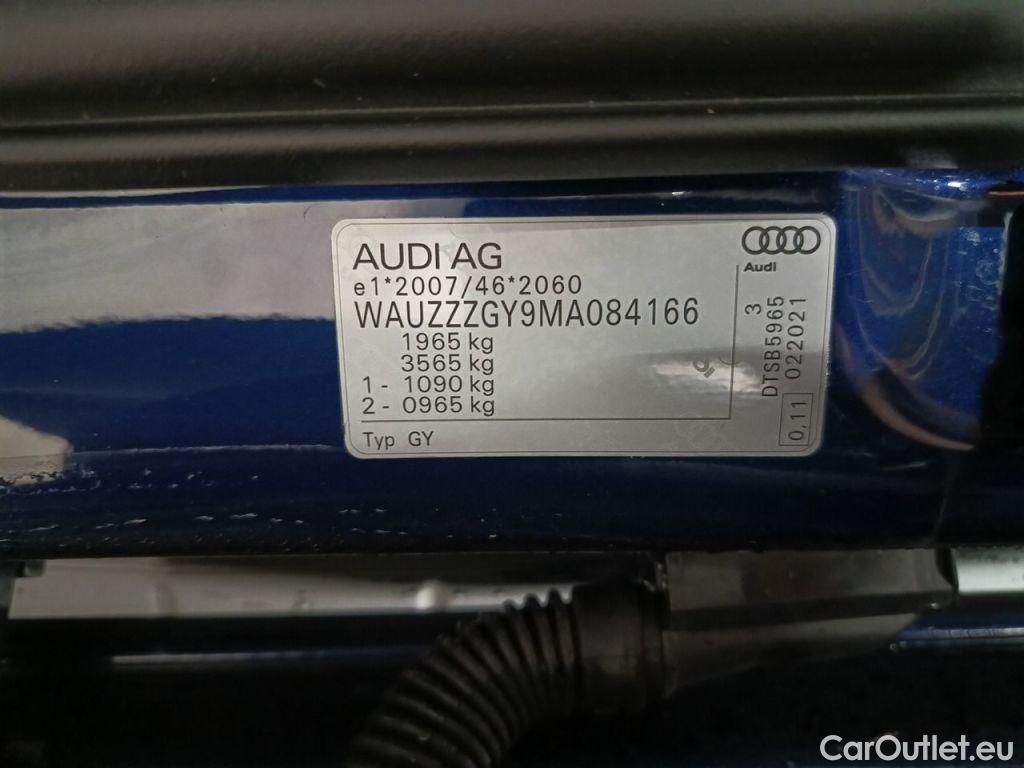 AUDI AG
e1*2007/46*2060
WAUZZZGY9MA084166
1965 kg
3565 kg
1 - 1090 kg
2 - 0965 kg
Typ GY
Audi
3
DTSB5965
022021
0,11
CarOutlet.eu